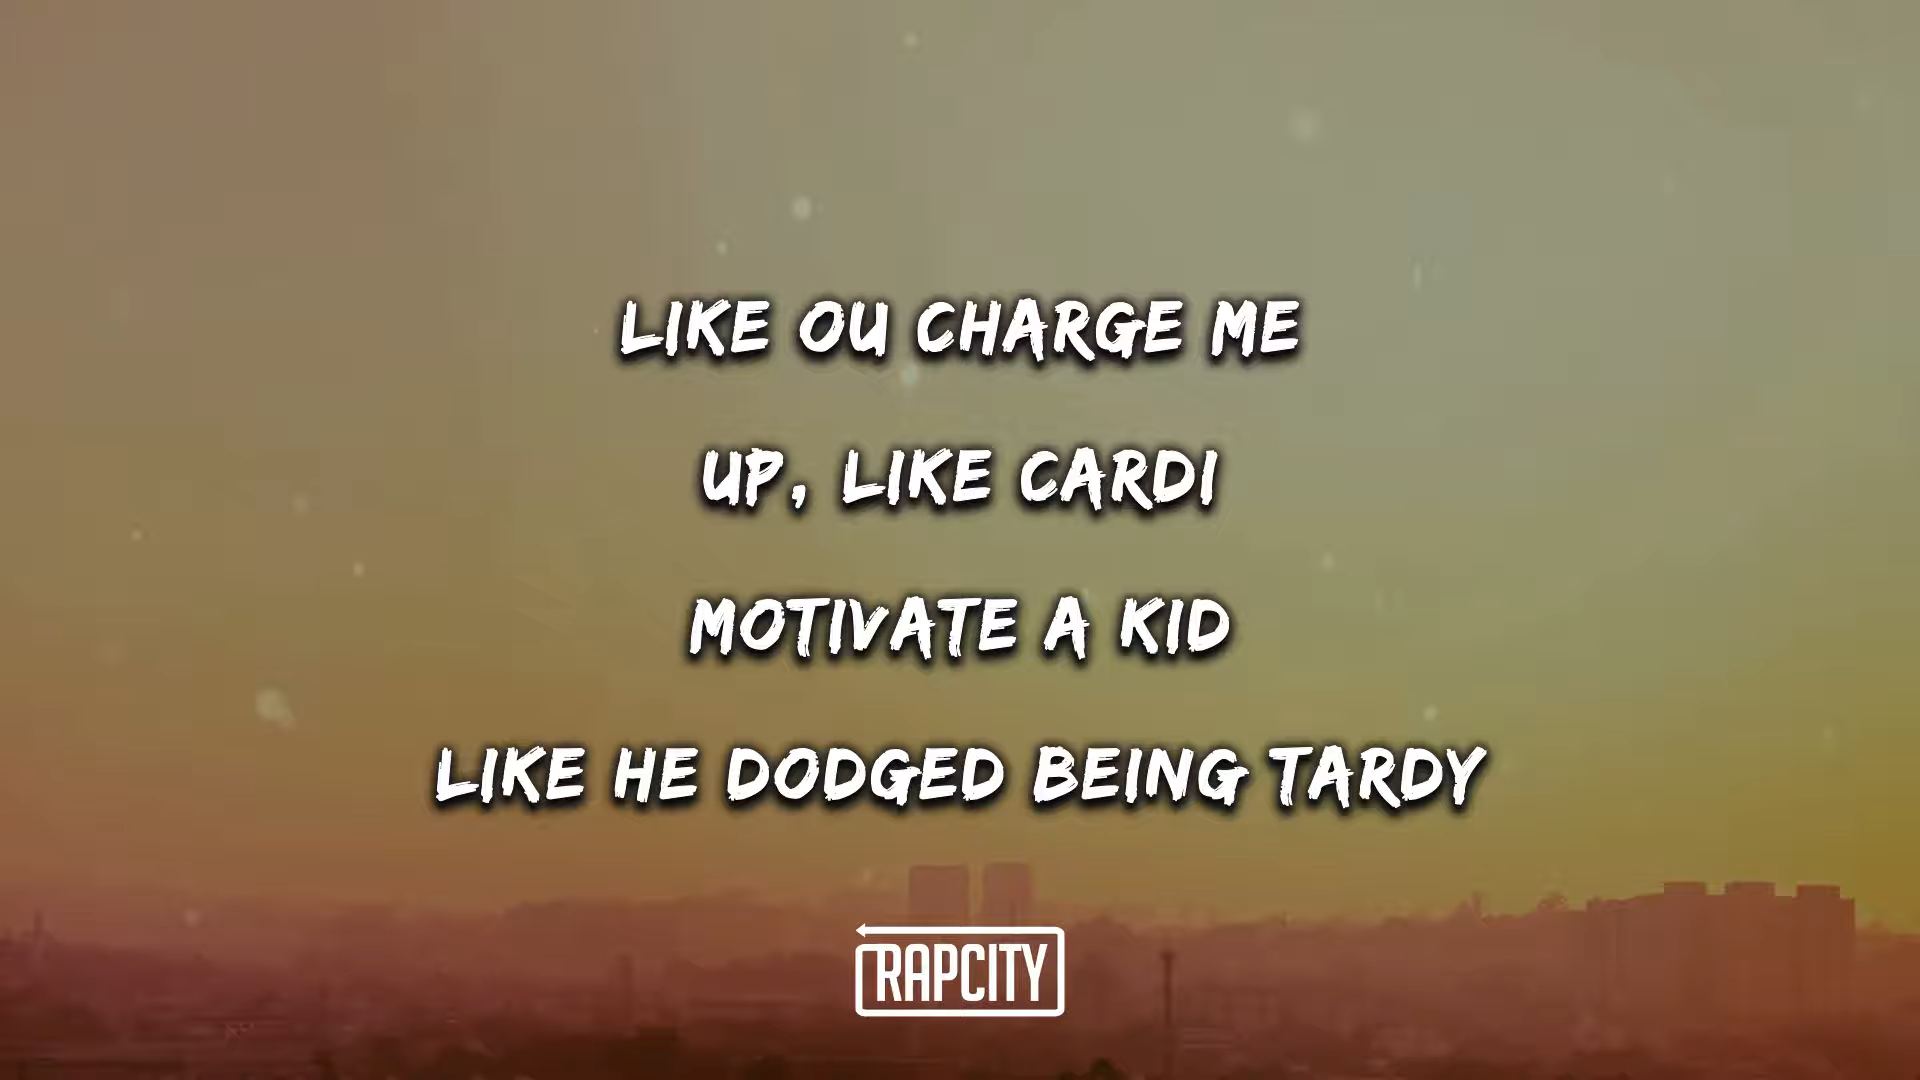 LIKE OU CHARGE ME
UP, LIKE CARDI
MOTIVATE A KID
LIKE HE DODGED BEING TARDY
RAPCITY